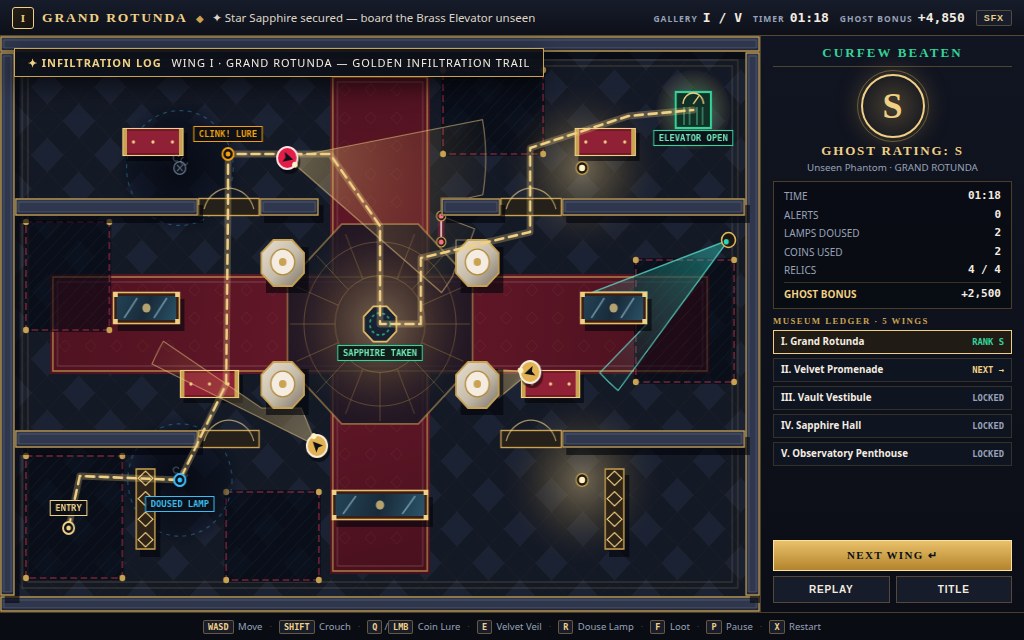 I GRAND ROTUNDA ◆ ✦ Star Sapphire secured — board the Brass Elevator unseen
GALLERY I / V TIMER 01:18 GHOST BONUS +4,850 SFX
✦ INFILTRATION LOG WING I · GRAND ROTUNDA — GOLDEN INFILTRATION TRAIL
CLINK! LURE
ELEVATOR OPEN
SAPPHIRE TAKEN
ENTRY
DOUSED LAMP
CURFEW BEATEN
S
GHOST RATING: S
Unseen Phantom · GRAND ROTUNDA
TIME 01:18
ALERTS 0
LAMPS DOUSED 2
COINS USED 2
RELICS 4 / 4
GHOST BONUS +2,500
MUSEUM LEDGER · 5 WINGS
I. Grand Rotunda RANK S
II. Velvet Promenade NEXT →
III. Vault Vestibule LOCKED
IV. Sapphire Hall LOCKED
V. Observatory Penthouse LOCKED
NEXT WING ↵
REPLAY TITLE
WASD Move · SHIFT Crouch · Q / LMB Coin Lure · E Velvet Veil · R Douse Lamp · F Loot · P Pause · X Restart